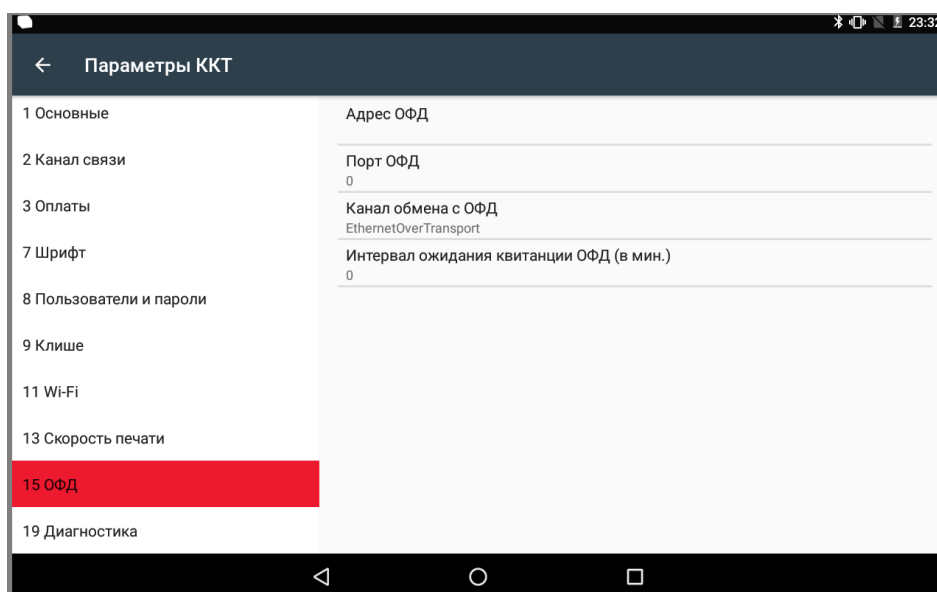 23:32
Параметры ККТ
1 Основные
2 Канал связи
3 Оплаты
7 Шрифт
8 Пользователи и пароли
9 Клише
11 Wi-Fi
13 Скорость печати
15 ОФД
19 Диагностика
Адрес ОФД
Порт ОФД
0
Канал обмена с ОФД
EthernetOverTransport
Интервал ожидания квитанции ОФД (в мин.)
0